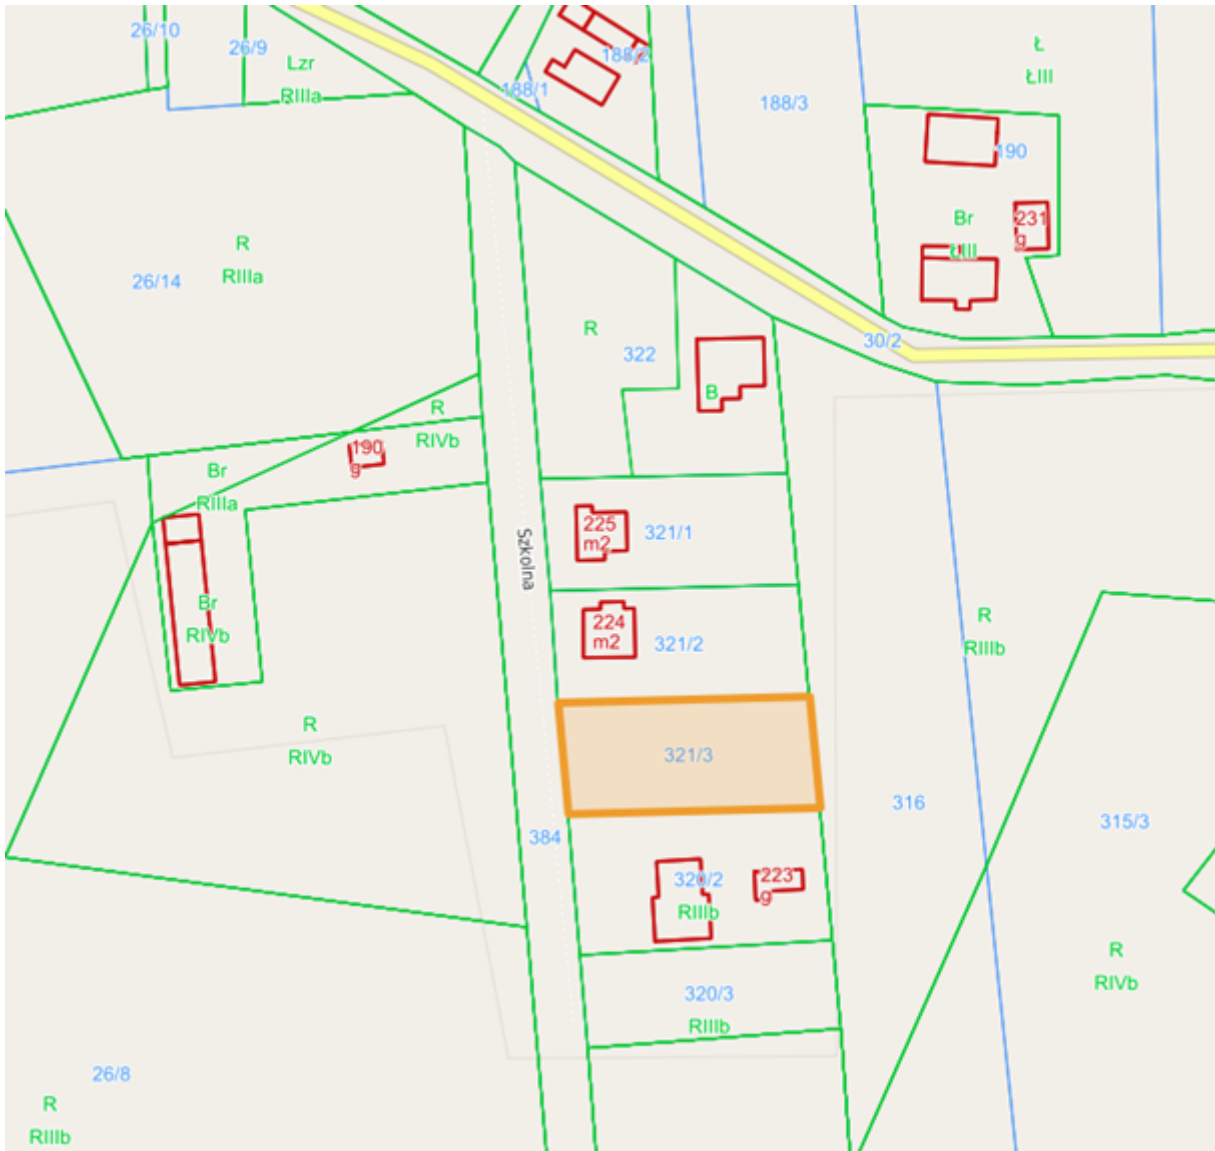 26/10
26/9
Lzr
RIIIa
188/2
188/1
188/3
Ł
ŁIII
190
Br
ŁIII
231
g
R
RIIIa
26/14
R
322
30/2
B
R
RIVb
190
g
Br
RIIIa
225
m2
321/1
Szkolna
Br
RIVb
224
m2
321/2
R
RIIIb
R
RIVb
321/3
316
315/3
384
320/2
RIIIb
223
g
R
RIVb
320/3
RIIIb
26/8
R
RIIIb